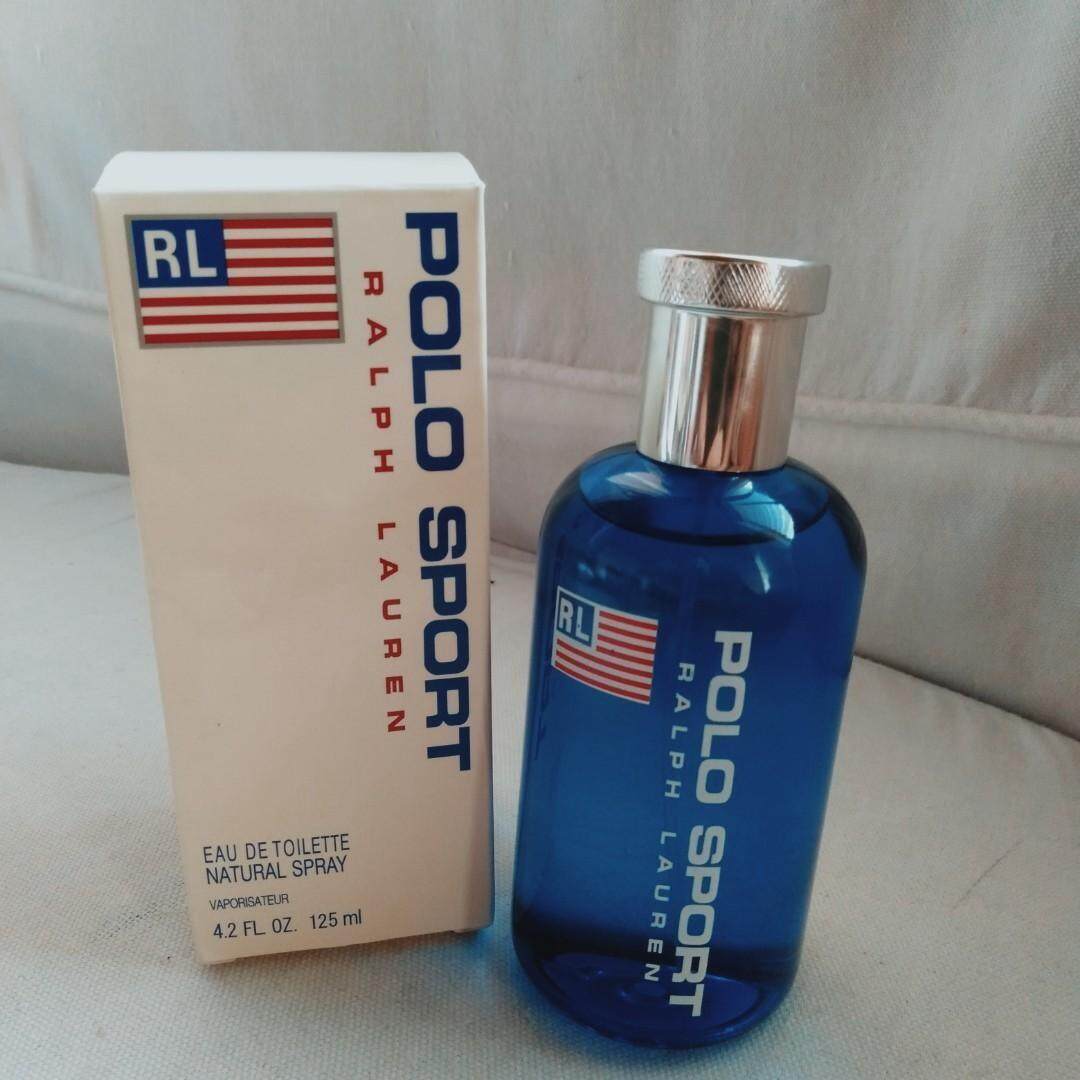 RL
POLO SPORT
RALPH LAUREN
EAU DE TOILETTE
NATURAL SPRAY
VAPORISATEUR
4.2 FL. OZ. 125 ml
RL
POLO SPORT
RALPH LAUREN